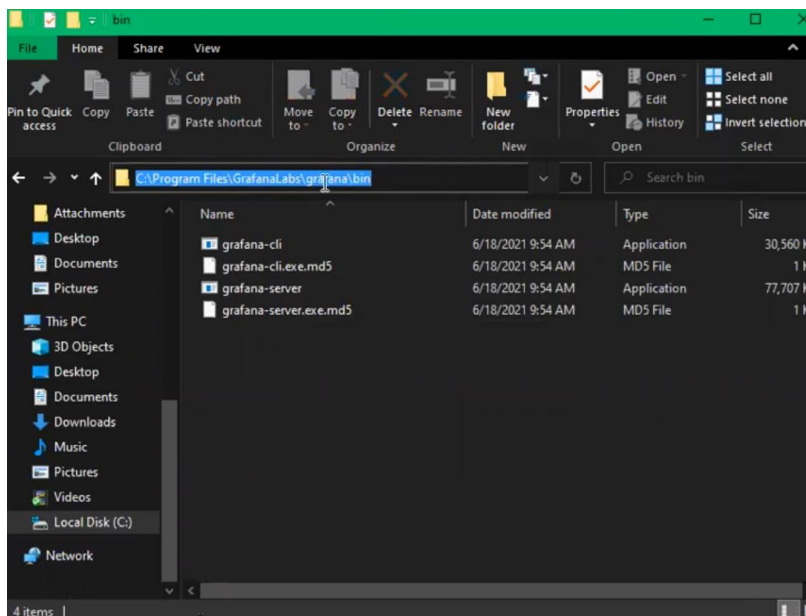 bin
File Home Share View
Pin to Quick access
Copy
Paste
Cut
Copy path
Paste shortcut
Clipboard
Move to
Copy to
Delete
Rename
Organize
New folder
New
Properties
Open
Edit
History
Open
Select all
Select none
Invert selection
Select
C:\Program Files\GrafanaLabs\grafana\bin
Search bin
Attachments
Desktop
Documents
Pictures
This PC
3D Objects
Desktop
Documents
Downloads
Music
Pictures
Videos
Local Disk (C:)
Network
Name Date modified Type Size
grafana-cli 6/18/2021 9:54 AM Application 30,560
grafana-cli.exe.md5 6/18/2021 9:54 AM MD5 File 1
grafana-server 6/18/2021 9:54 AM Application 77,707
grafana-server.exe.md5 6/18/2021 9:54 AM MD5 File 1
4 items